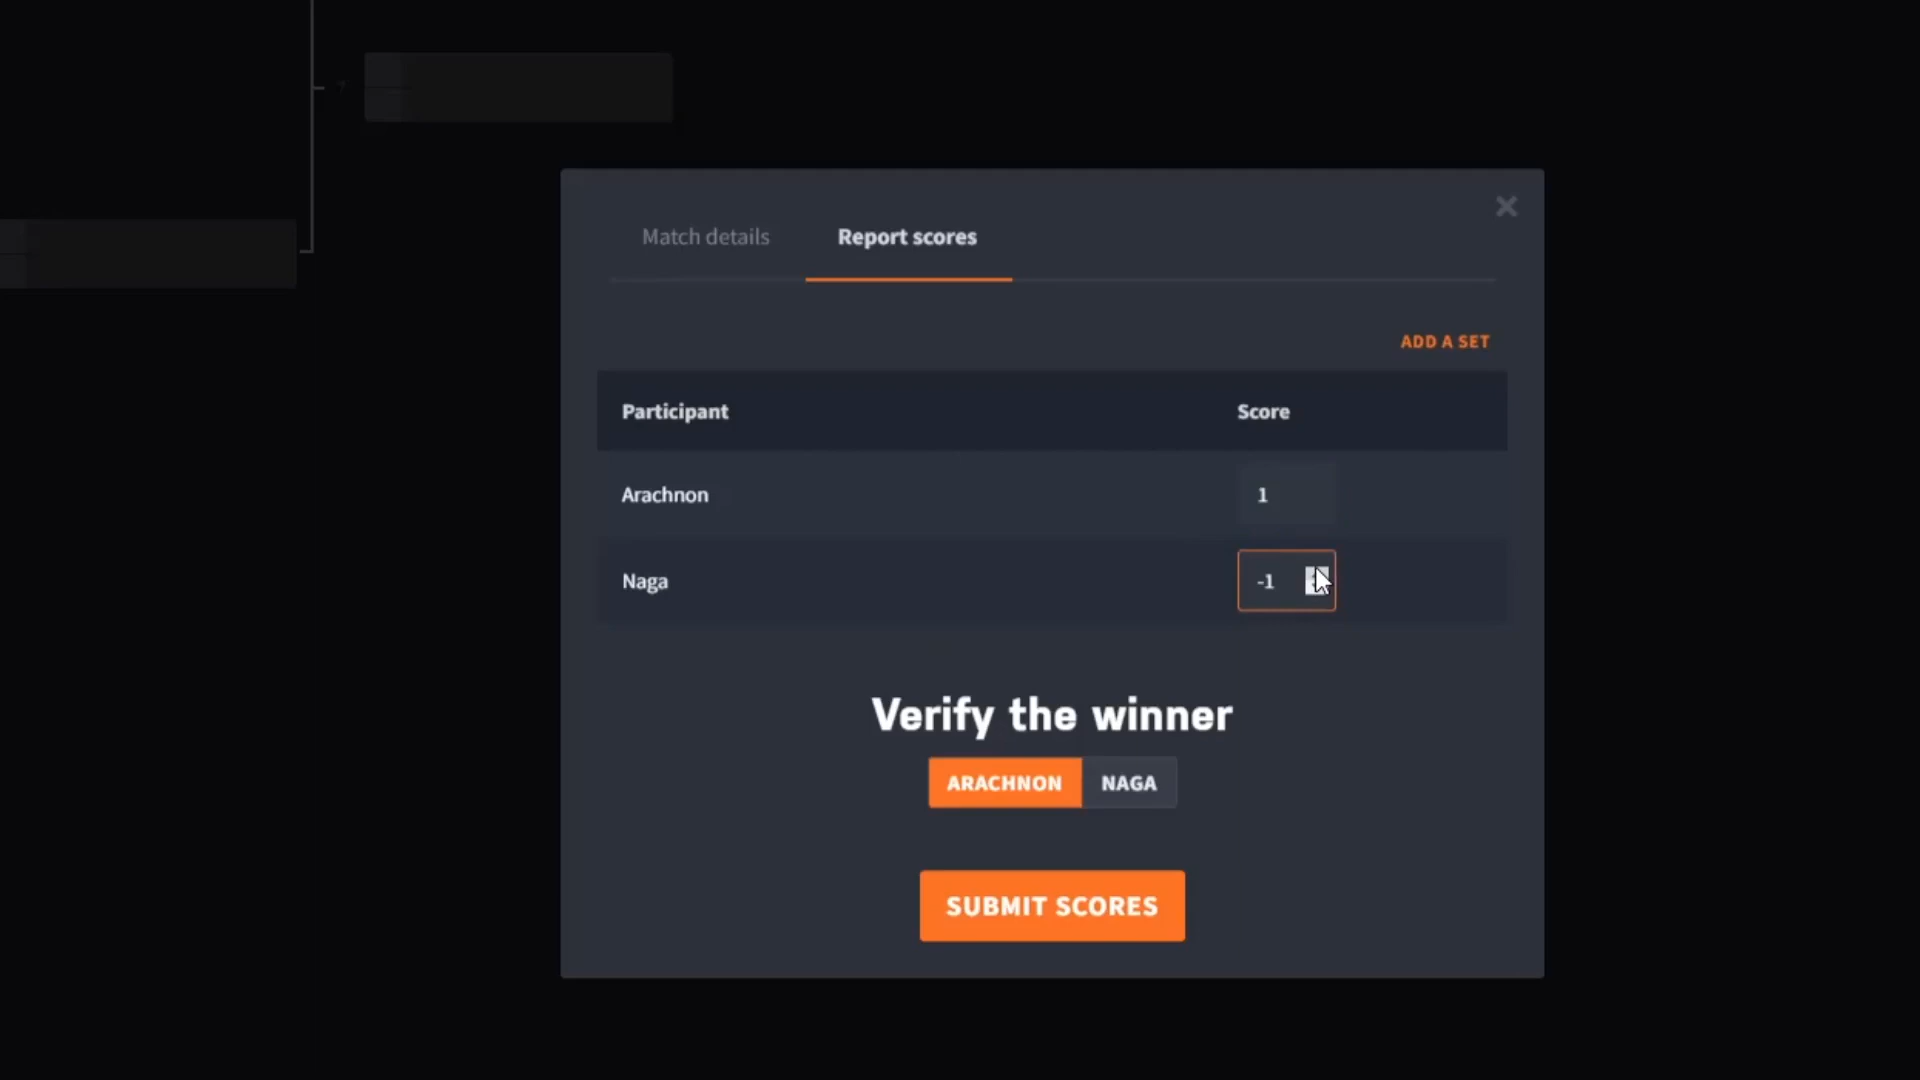 7
Match details
Report scores
ADD A SET
Participant Score
Arachnon 1
Naga -1
Verify the winner
ARACHNON NAGA
SUBMIT SCORES